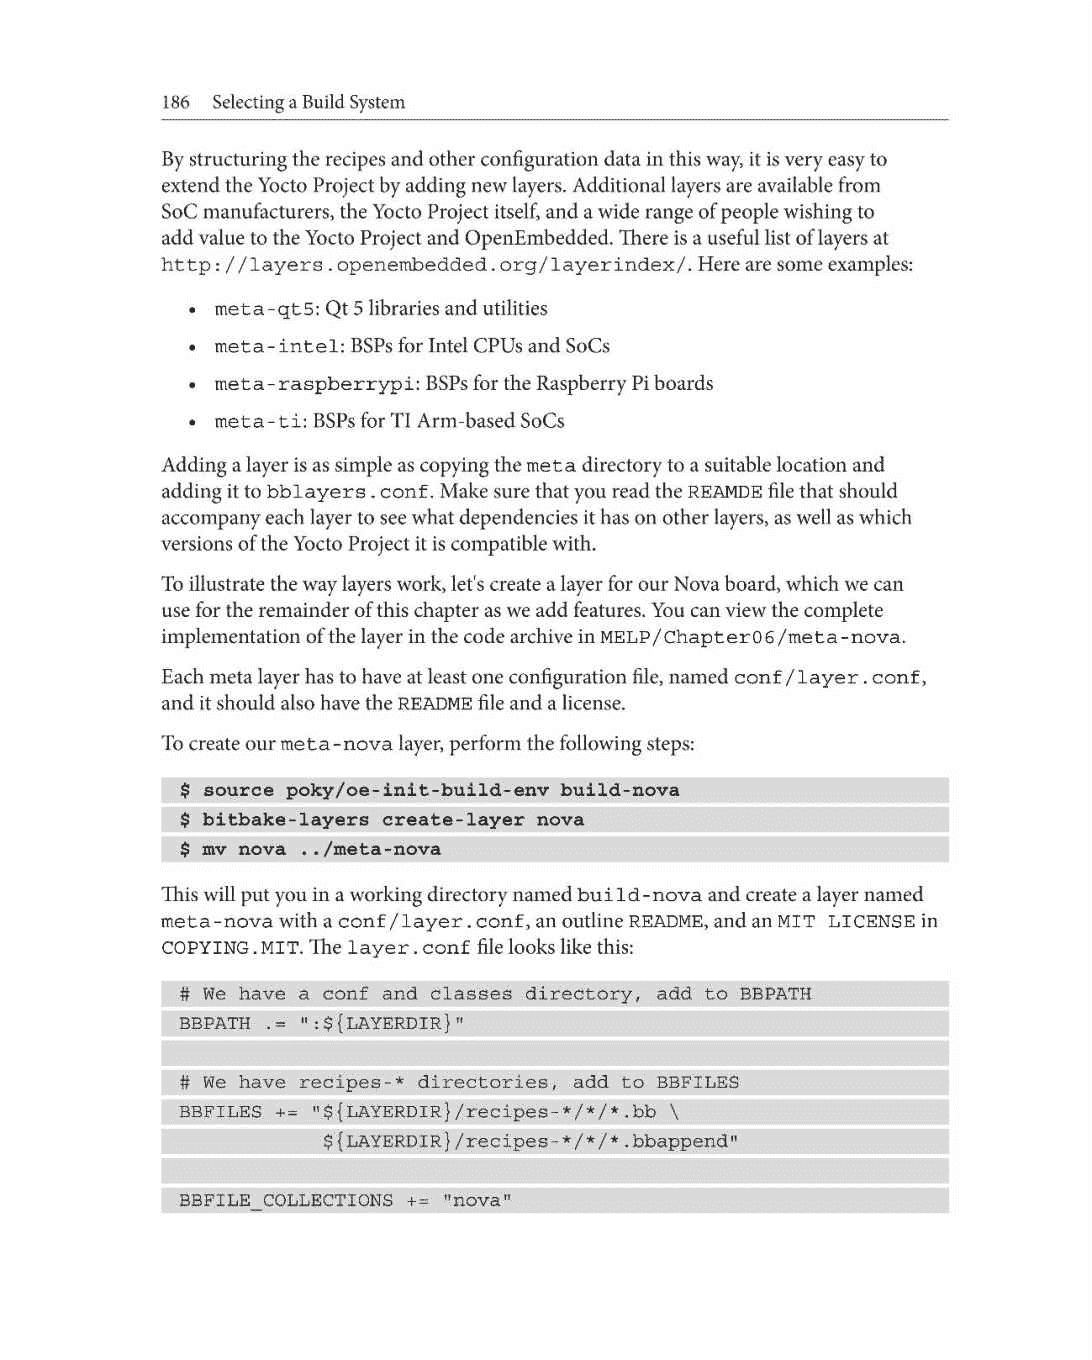 186 Selecting a Build System
By structuring the recipes and other configuration data in this way, it is very easy to
extend the Yocto Project by adding new layers. Additional layers are available from
SoC manufacturers, the Yocto Project itself, and a wide range of people wishing to
add value to the Yocto Project and OpenEmbedded. There is a useful list of layers at
http://layers.openembedded.org/layerindex/. Here are some examples:
• meta-qt5: Qt 5 libraries and utilities
• meta-intel: BSPs for Intel CPUs and SoCs
• meta-raspberrypi: BSPs for the Raspberry Pi boards
• meta-ti: BSPs for TI Arm-based SoCs
Adding a layer is as simple as copying the meta directory to a suitable location and
adding it to bblayers.conf. Make sure that you read the REAMDE file that should
accompany each layer to see what dependencies it has on other layers, as well as which
versions of the Yocto Project it is compatible with.
To illustrate the way layers work, let's create a layer for our Nova board, which we can
use for the remainder of this chapter as we add features. You can view the complete
implementation of the layer in the code archive in MELP/Chapter06/meta-nova.
Each meta layer has to have at least one configuration file, named conf/layer.conf,
and it should also have the README file and a license.
To create our meta-nova layer, perform the following steps:
$ source poky/oe-init-build-env build-nova
$ bitbake-layers create-layer nova
$ mv nova ../meta-nova
This will put you in a working directory named build-nova and create a layer named
meta-nova with a conf/layer.conf, an outline README, and an MIT LICENSE in
COPYING.MIT. The layer.conf file looks like this:
# We have a conf and classes directory, add to BBPATH
BBPATH .= ":${LAYERDIR}"
# We have recipes-* directories, add to BBFILES
BBFILES += "${LAYERDIR}/recipes-*/*/*.bb \
${LAYERDIR}/recipes-*/*/*.bbappend"
BBFILE_COLLECTIONS += "nova"